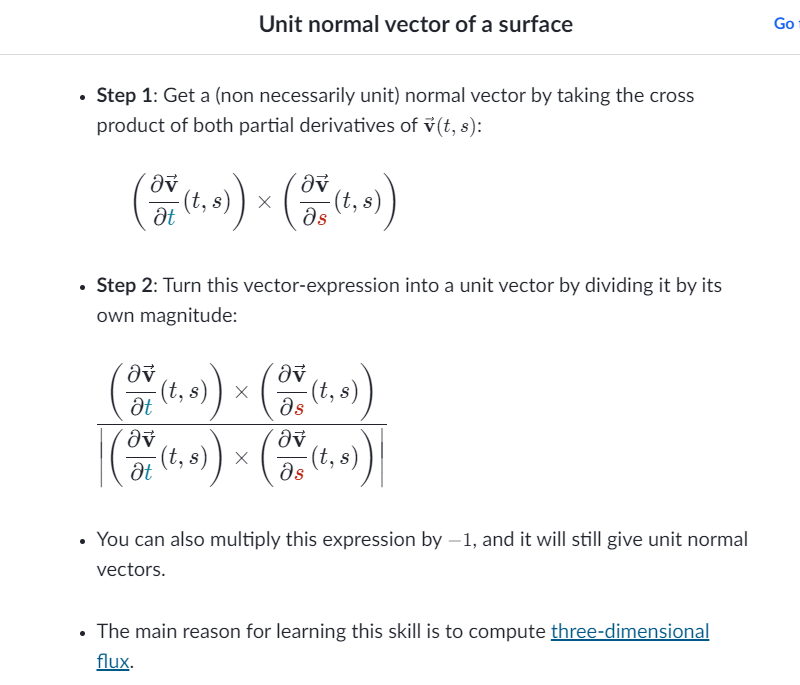 Unit normal vector of a surface
Go
• Step 1: Get a (non necessarily unit) normal vector by taking the cross
product of both partial derivatives of v⃗(t, s):
(∂v⃗/∂t (t, s)) × (∂v⃗/∂s (t, s))
• Step 2: Turn this vector-expression into a unit vector by dividing it by its
own magnitude:
(∂v⃗/∂t (t, s)) × (∂v⃗/∂s (t, s))
|(∂v⃗/∂t (t, s)) × (∂v⃗/∂s (t, s))|
• You can also multiply this expression by −1, and it will still give unit normal
vectors.
• The main reason for learning this skill is to compute three-dimensional
flux.